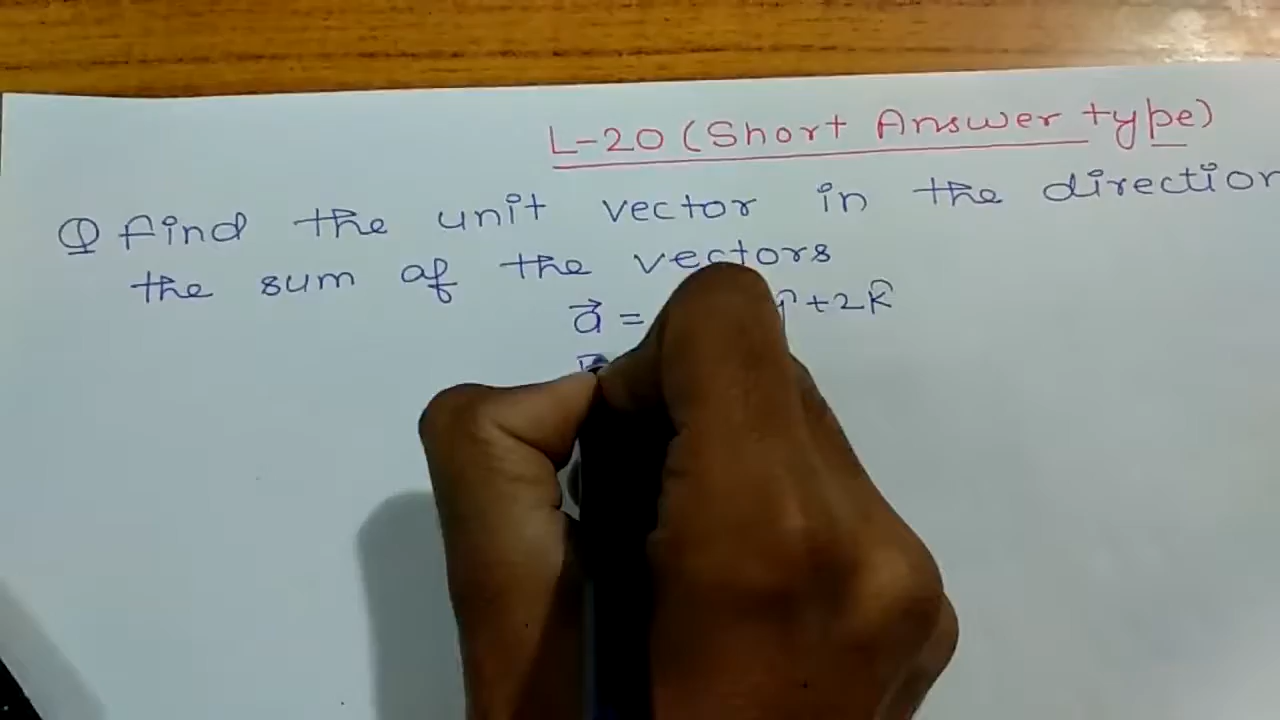 L-20 (Short Answer type)
Q find the unit vector in the direction
the sum of the vectors
a⃗ = +2k̂